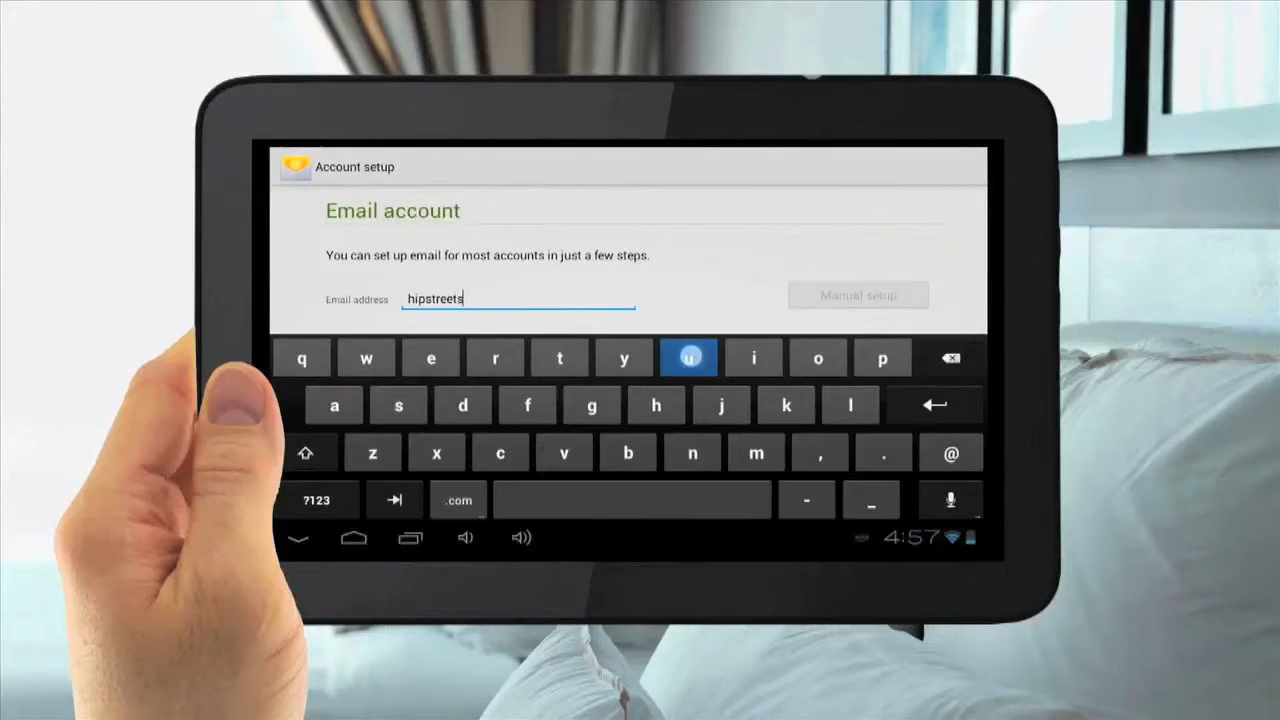 Account setup
Email account
You can set up email for most accounts in just a few steps.
Email address hipstreets Manual setup
q w e r t y u i o p
a s d f g h j k l
z x c v b n m , . @
?123 .com - _
4:57